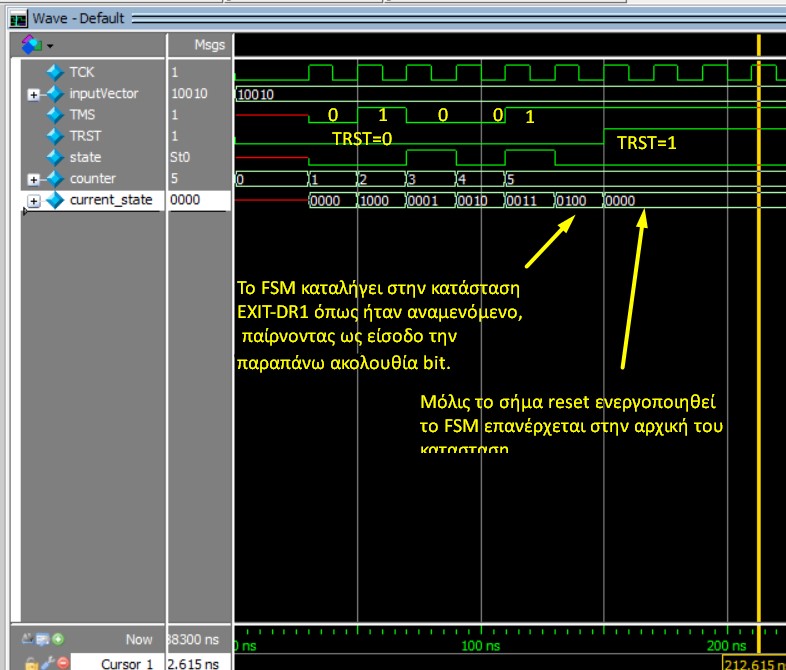 Wave - Default
Msgs
TCK 1
inputVector 10010 10010
TMS 1 0 1 0 0 1
TRST 1 TRST=0 TRST=1
state St0
counter 5 0 1 2 3 4 5
current_state 0000 0000 1000 0001 0010 0011 0100 0000
Το FSM καταλήγει στην κατάσταση
EXIT-DR1 όπως ήταν αναμενόμενο,
παίρνοντας ως είσοδο την
παραπάνω ακολουθία bit.
Μόλις το σήμα reset ενεργοποιηθεί
το FSM επανέρχεται στην αρχική του
κατασταση
Now 38300 ns 0 ns 100 ns 200 ns
Cursor 1 2.615 ns 212.615 ns